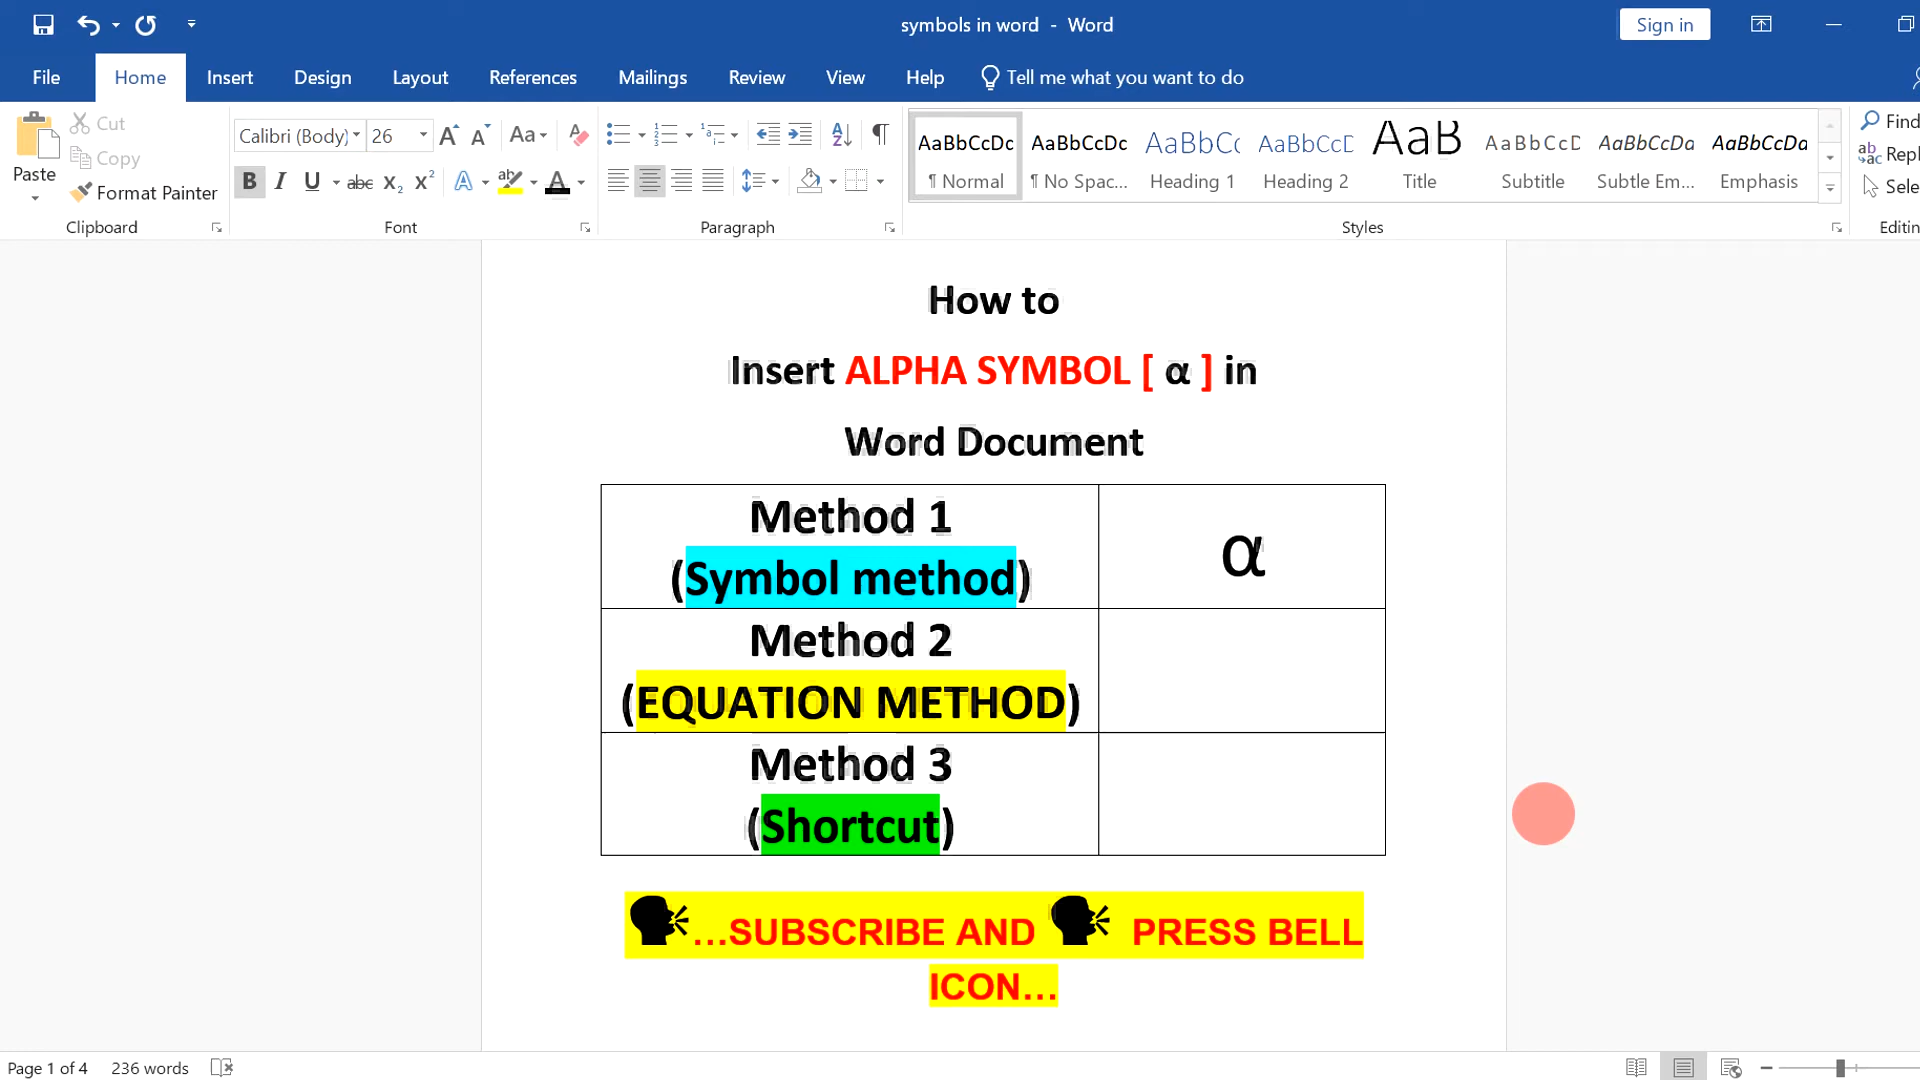 symbols in word - Word
Sign in
File Home Insert Design Layout References Mailings Review View Help Tell me what you want to do
Paste
Cut
Copy
Format Painter
Clipboard
Calibri (Body) 26
Font
Paragraph
AaBbCcDc AaBbCcDc AaBbCc AaBbCcD AaB AaBbCcD AaBbCcDa AaBbCcDa
¶ Normal ¶ No Spac... Heading 1 Heading 2 Title Subtitle Subtle Em... Emphasis
Styles
Find
Repl
Sele
Editin
How to
Insert ALPHA SYMBOL [ α ] in
Word Document
Method 1
(Symbol method)
α
Method 2
(EQUATION METHOD)
Method 3
(Shortcut)
...SUBSCRIBE AND PRESS BELL
ICON...
Page 1 of 4 236 words